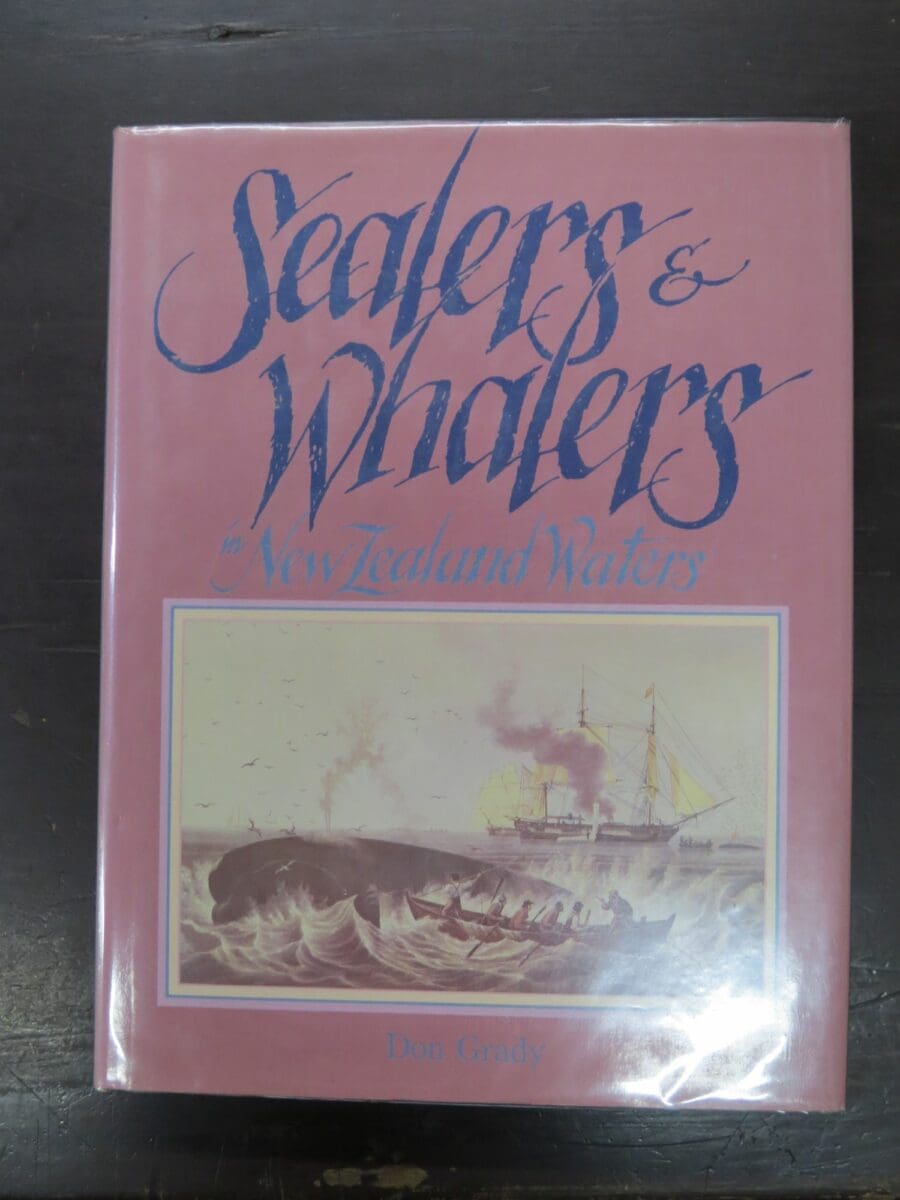 Sealers &
Whalers
in New Zealand Waters
Don Grady